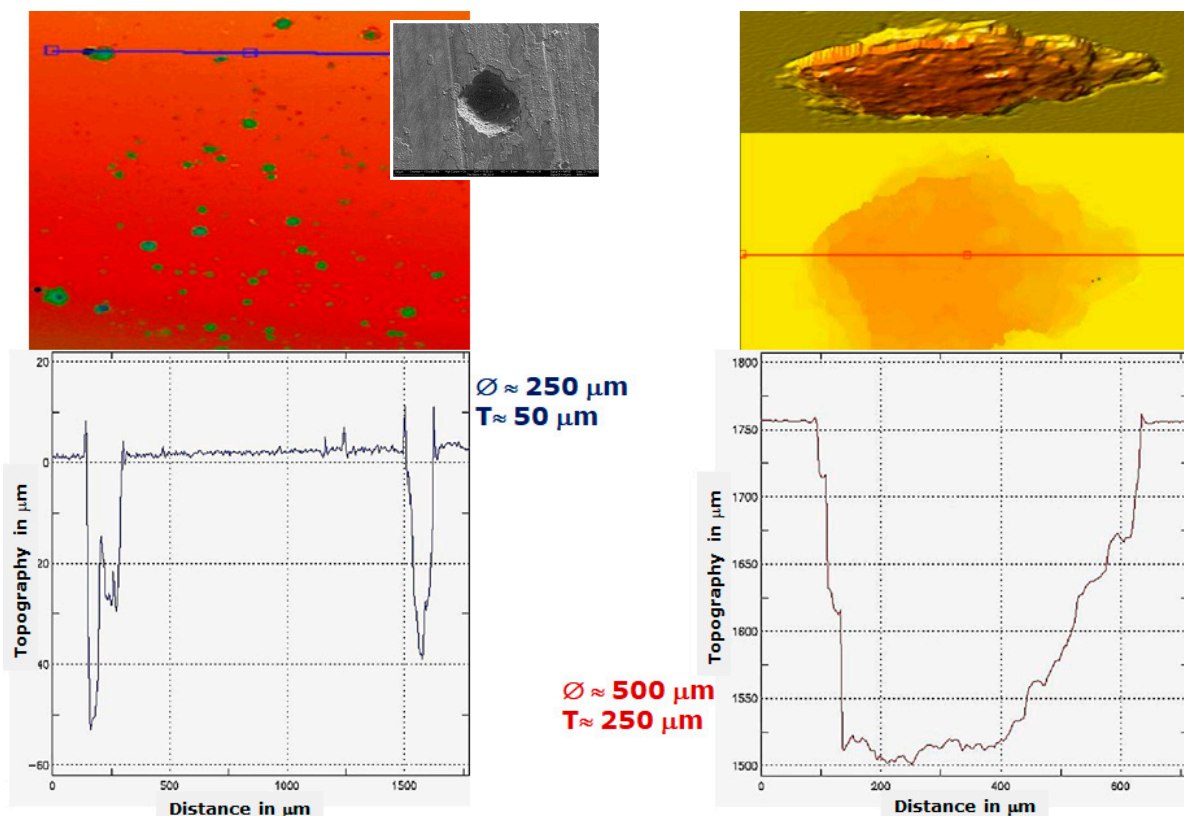 20
0
20
40
−60
0
500
1000
1500
Topography in μm
Distance in μm
∅ ≈ 250 μm
T≈ 50 μm
∅ ≈ 500 μm
T≈ 250 μm
1800
1750
1700
1650
1600
1550
1500
0
200
400
600
Topography in μm
Distance in μm